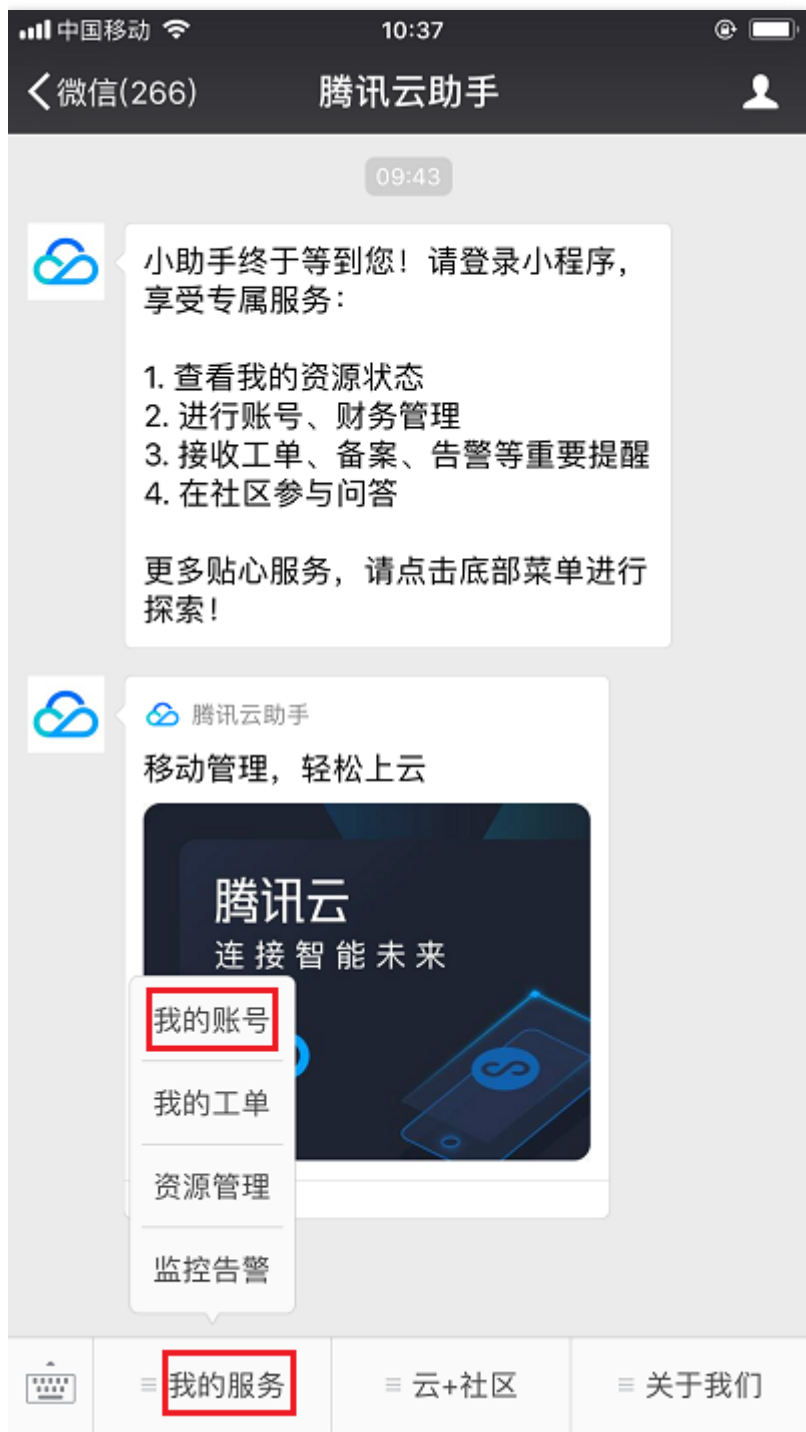 中国移动 10:37
微信(266) 腾讯云助手
09:43
小助手终于等到您！请登录小程序，
享受专属服务：
1. 查看我的资源状态
2. 进行账号、财务管理
3. 接收工单、备案、告警等重要提醒
4. 在社区参与问答
更多贴心服务，请点击底部菜单进行
探索！
腾讯云助手
移动管理，轻松上云
腾讯云
连接智能未来
我的账号
我的工单
资源管理
监控告警
我的服务 云+社区 关于我们